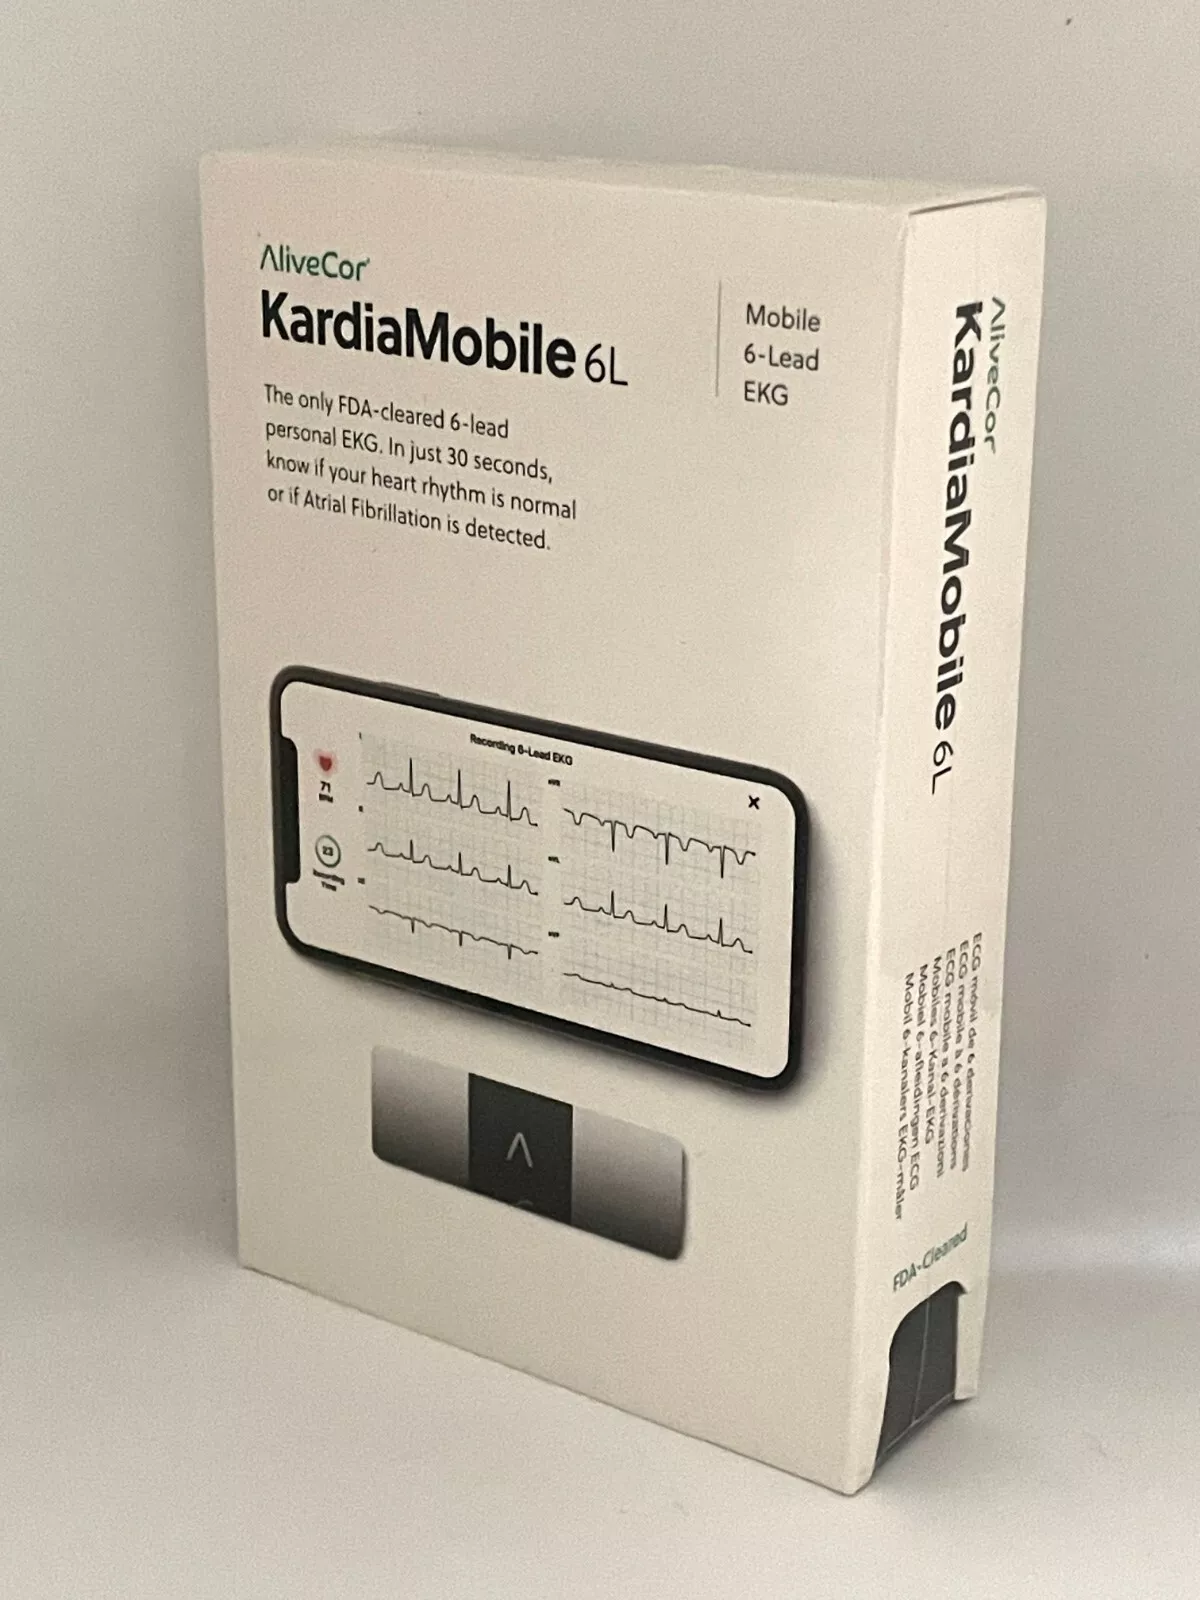 AliveCor
KardiaMobile 6L
The only FDA-cleared 6-lead
personal EKG. In just 30 seconds,
know if your heart rhythm is normal
or if Atrial Fibrillation is detected.
Mobile
6-Lead
EKG
Recording 6-Lead EKG
X
71
23
AliveCor
KardiaMobile 6L
ECG móvil de 6 derivaciones
ECG mobile à 6 dérivations
ECG mobile a 6 derivazioni
Mobiles 6-Kanal-EKG
Mobiel 6-afleidingen ECG
Mobil 6-kanalers EKG-måler
FDA-Cleared